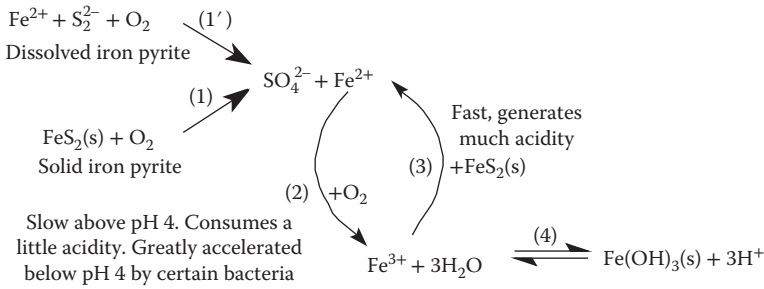 Fe²⁺ + S₂²⁻ + O₂
(1′)
Dissolved iron pyrite
SO₄²⁻ + Fe²⁺
(1)
FeS₂(s) + O₂
Solid iron pyrite
Fast, generates
much acidity
(3) +FeS₂(s)
(2) +O₂
Slow above pH 4. Consumes a
little acidity. Greatly accelerated
below pH 4 by certain bacteria
Fe³⁺ + 3H₂O
(4)
Fe(OH)₃(s) + 3H⁺